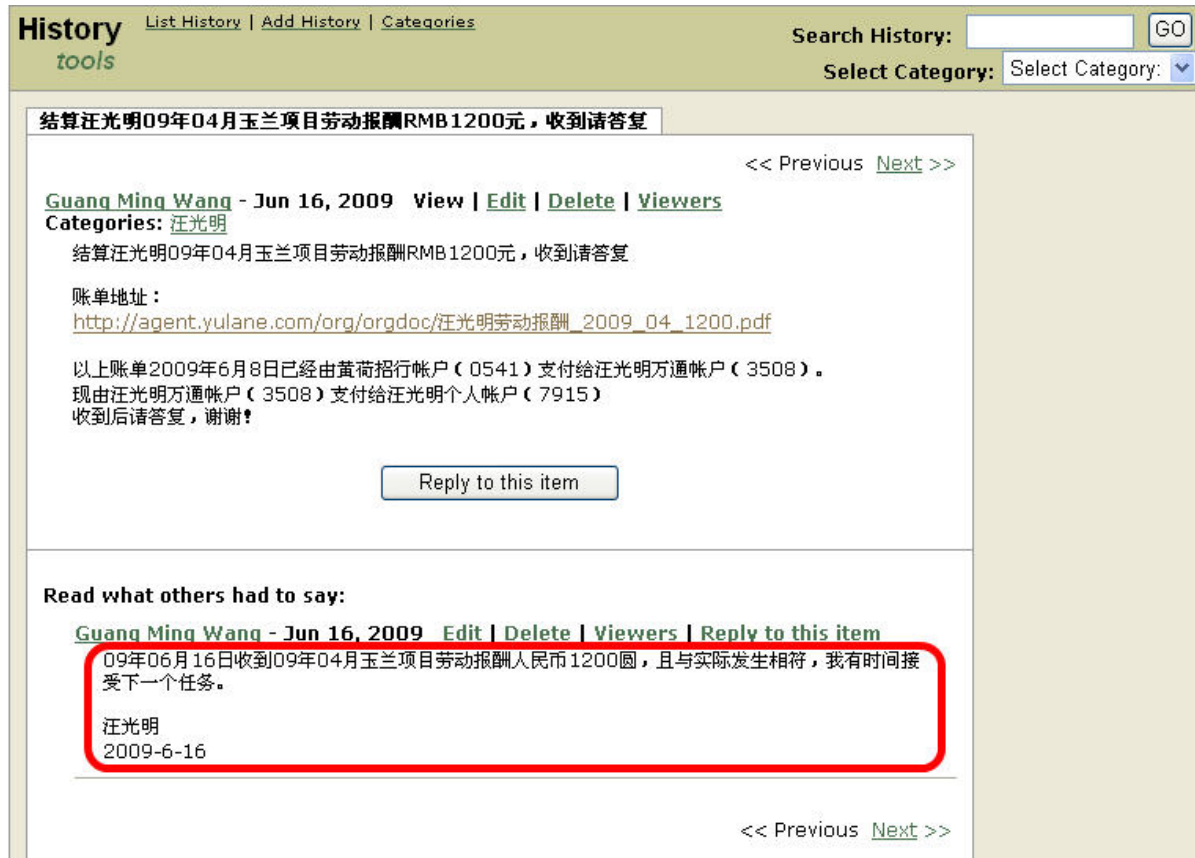 History tools
List History | Add History | Categories
Search History: GO
Select Category: Select Category:
结算汪光明09年04月玉兰项目劳动报酬RMB1200元，收到请答复
<< Previous Next >>
Guang Ming Wang - Jun 16, 2009 View | Edit | Delete | Viewers
Categories: 汪光明
结算汪光明09年04月玉兰项目劳动报酬RMB1200元，收到请答复
账单地址：
http://agent.yulane.com/org/orgdoc/汪光明劳动报酬_2009_04_1200.pdf
以上账单2009年6月8日已经由黄荷招行帐户（0541）支付给汪光明万通帐户（3508）。
现由汪光明万通帐户（3508）支付给汪光明个人帐户（7915）
收到后请答复，谢谢！
Reply to this item
Read what others had to say:
Guang Ming Wang - Jun 16, 2009 Edit | Delete | Viewers | Reply to this item
09年06月16日收到09年04月玉兰项目劳动报酬人民币1200圆，且与实际发生相符，我有时间接
受下一个任务。
汪光明
2009-6-16
<< Previous Next >>